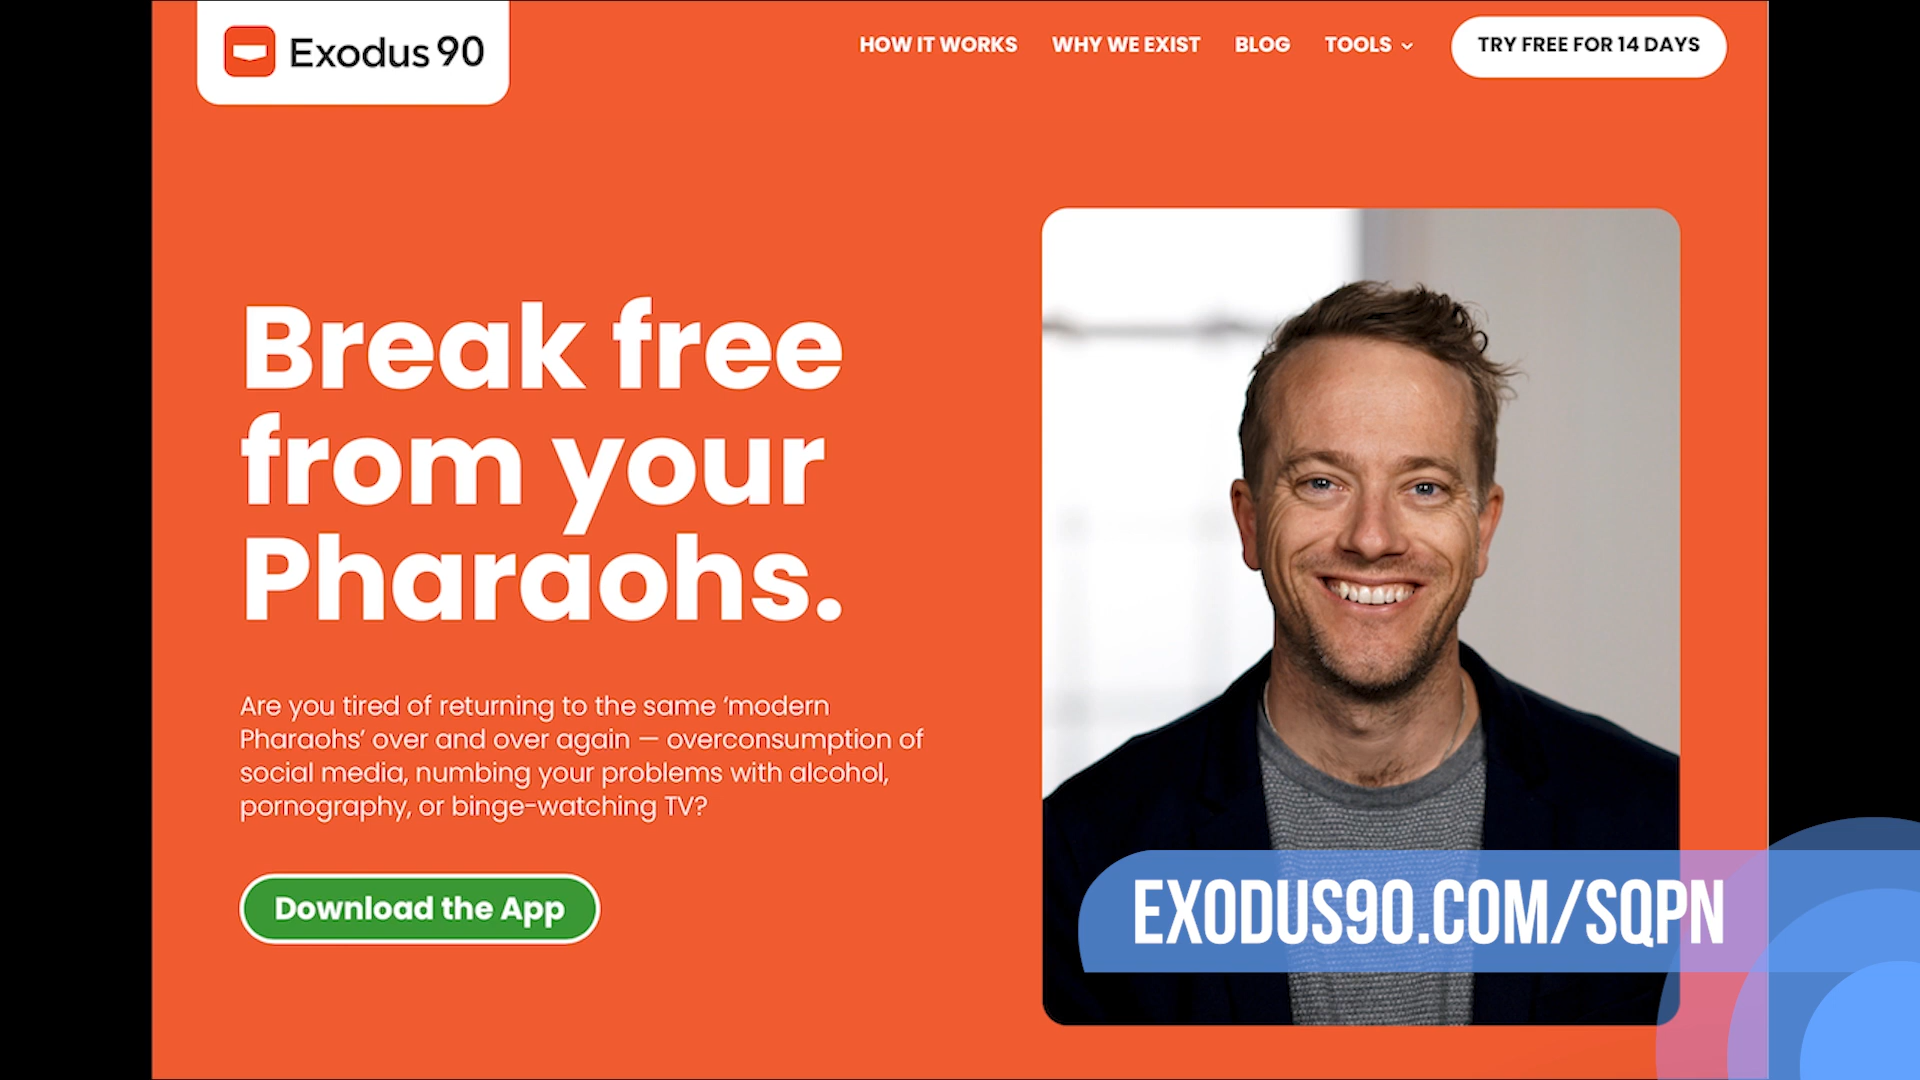 Exodus 90
HOW IT WORKS
WHY WE EXIST
BLOG
TOOLS
TRY FREE FOR 14 DAYS
Break free
from your
Pharaohs.
Are you tired of returning to the same ‘modern
Pharaohs’ over and over again — overconsumption of
social media, numbing your problems with alcohol,
pornography, or binge-watching TV?
Download the App
EXODUS90.COM/SQPN